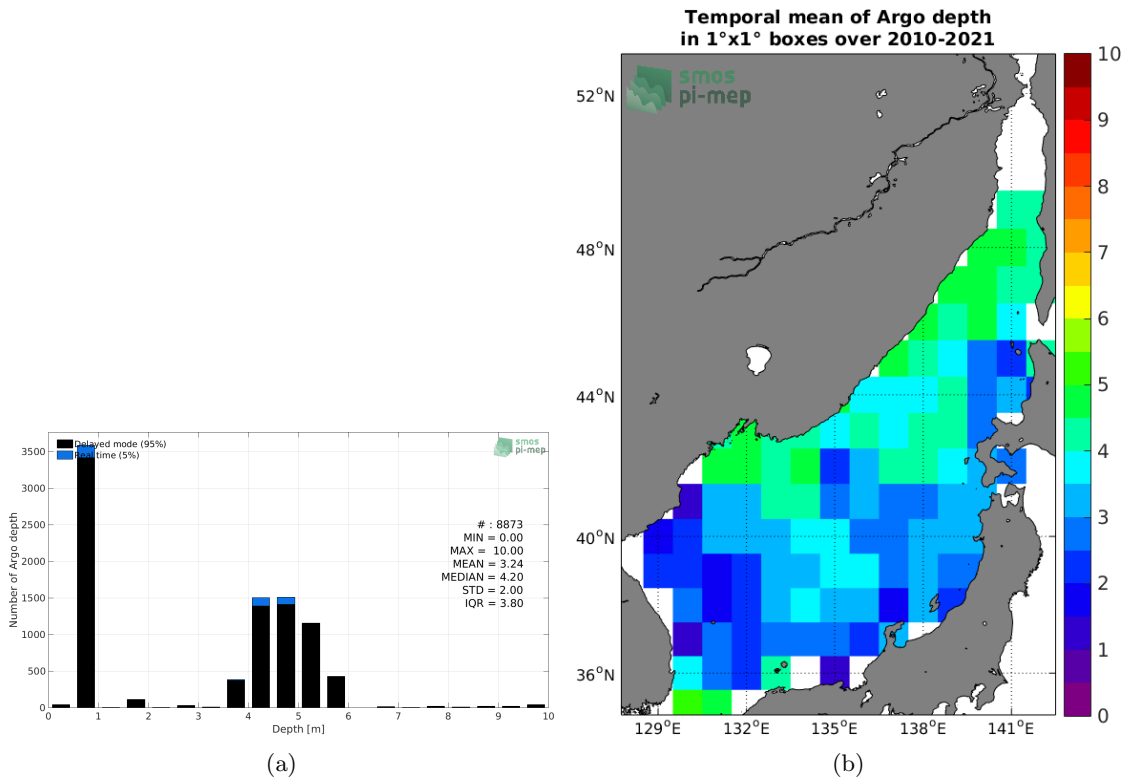 Delayed mode (95%)
Real time (5%)
smos
pi-mep
3500
3000
2500
2000
1500
1000
500
0
Number of Argo depth
# : 8873
MIN = 0.00
MAX = 10.00
MEAN = 3.24
MEDIAN = 4.20
STD = 2.00
IQR = 3.80
0 1 2 3 4 5 6 7 8 9 10
Depth [m]
(a)
Temporal mean of Argo depth
in 1°x1° boxes over 2010-2021
smos
pi-mep
52°N
48°N
44°N
40°N
36°N
129°E 132°E 135°E 138°E 141°E
10
9
8
7
6
5
4
3
2
1
0
(b)